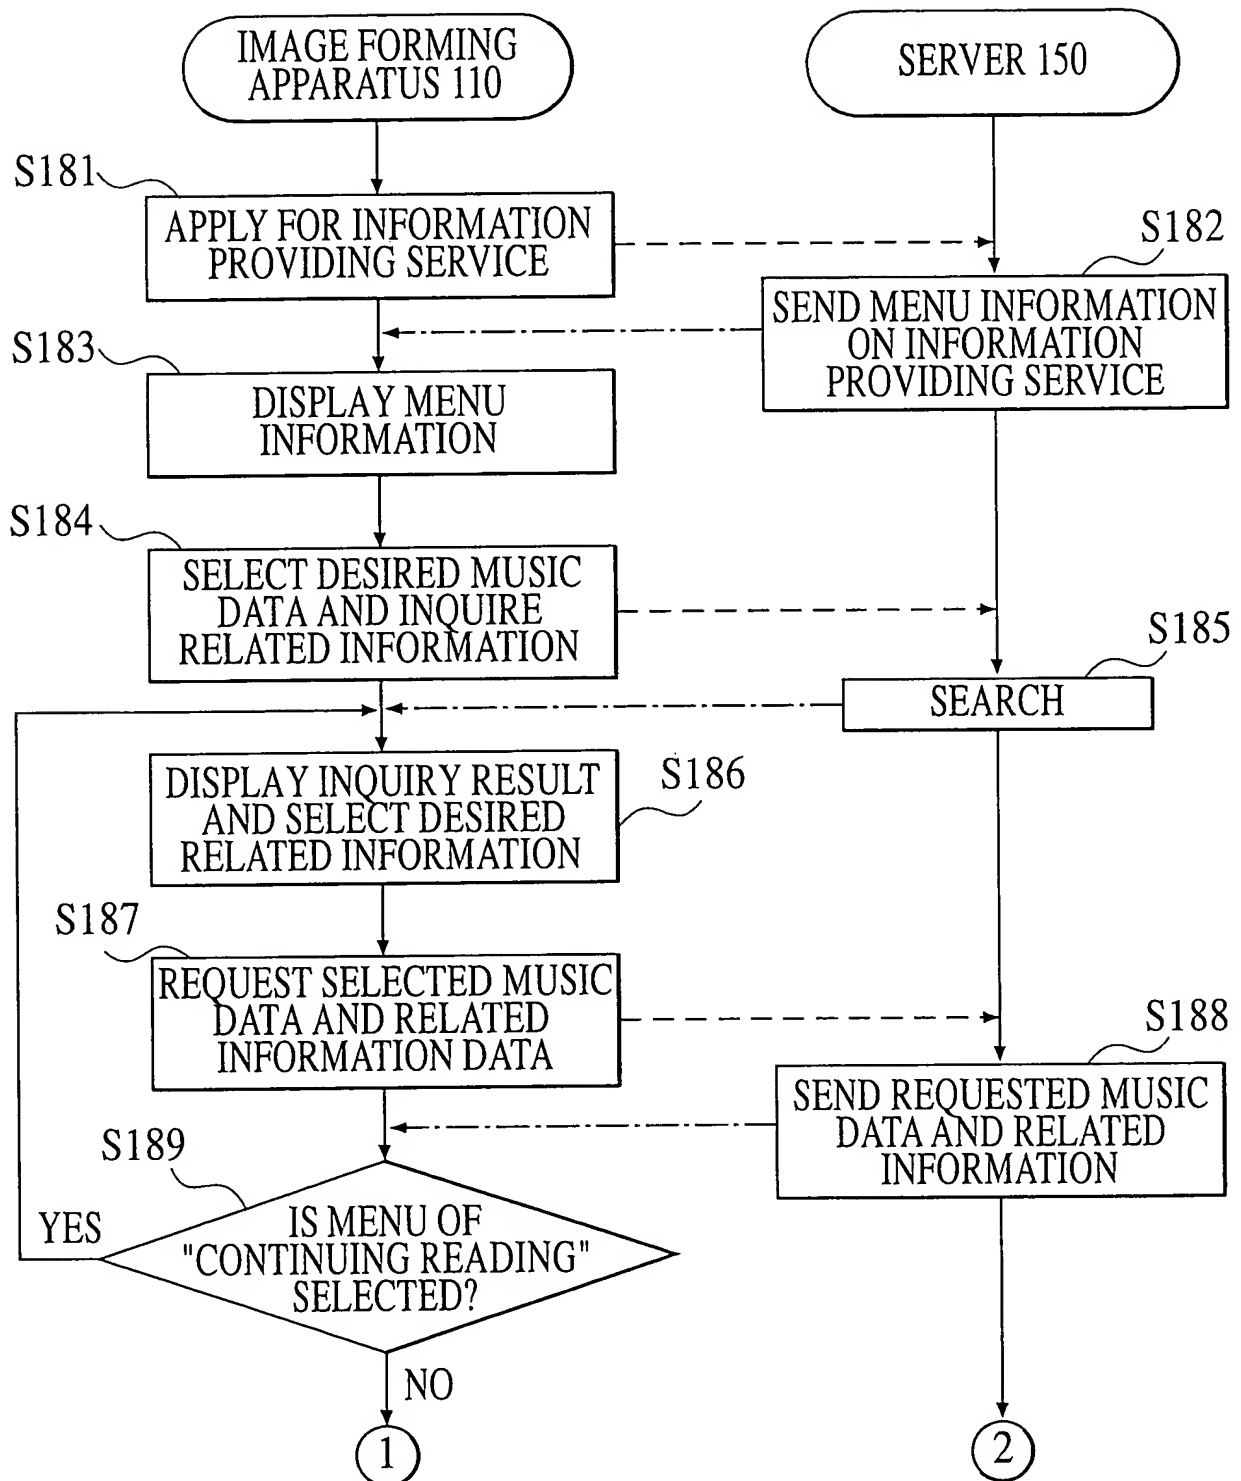 IMAGE FORMING
APPARATUS 110
SERVER 150
S181
APPLY FOR INFORMATION
PROVIDING SERVICE
S182
SEND MENU INFORMATION
ON INFORMATION
PROVIDING SERVICE
S183
DISPLAY MENU
INFORMATION
S184
SELECT DESIRED MUSIC
DATA AND INQUIRE
RELATED INFORMATION
S185
SEARCH
S186
DISPLAY INQUIRY RESULT
AND SELECT DESIRED
RELATED INFORMATION
S187
REQUEST SELECTED MUSIC
DATA AND RELATED
INFORMATION DATA
S188
SEND REQUESTED MUSIC
DATA AND RELATED
INFORMATION
S189
YES
IS MENU OF
"CONTINUING READING"
SELECTED?
NO
1
2